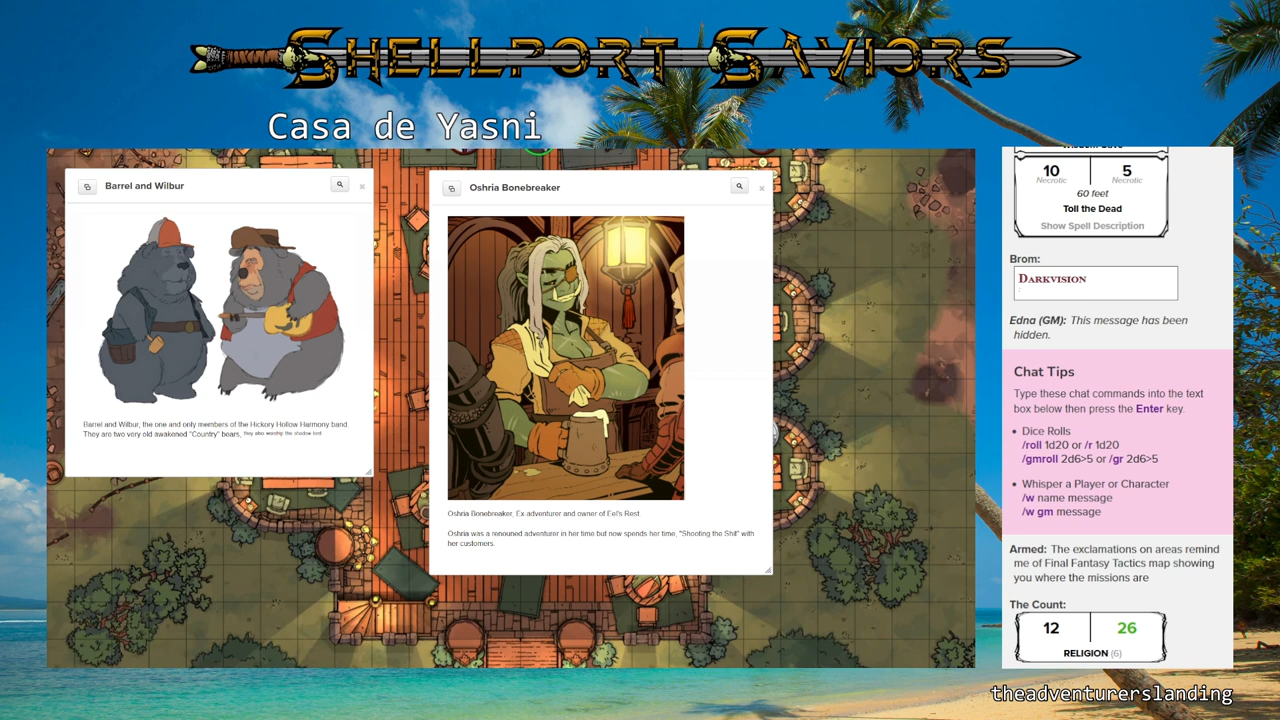 SHELLPORT SAVIORS
Casa de Yasni
Barrel and Wilbur
Barrel and Wilbur, the one and only members of the Hickory Hollow Harmony band.
They are two very old awakened "Country" bears, they also worship the shadow lord
Oshria Bonebreaker
Oshria Bonebreaker, Ex adventurer and owner of Eel's Rest.
Oshria was a renouned adventurer in her time but now spends her time, "Shooting the Shit" with
her customers.
10 5
Necrotic Necrotic
60 feet
Toll the Dead
Show Spell Description
Brom:
DARKVISION
Edna (GM): This message has been
hidden.
Chat Tips
Type these chat commands into the text
box below then press the Enter key.
• Dice Rolls
/roll 1d20 or /r 1d20
/gmroll 2d6>5 or /gr 2d6>5
• Whisper a Player or Character
/w name message
/w gm message
Armed: The exclamations on areas remind
me of Final Fantasy Tactics map showing
you where the missions are
The Count:
12 26
RELIGION (6)
theadventurerslanding